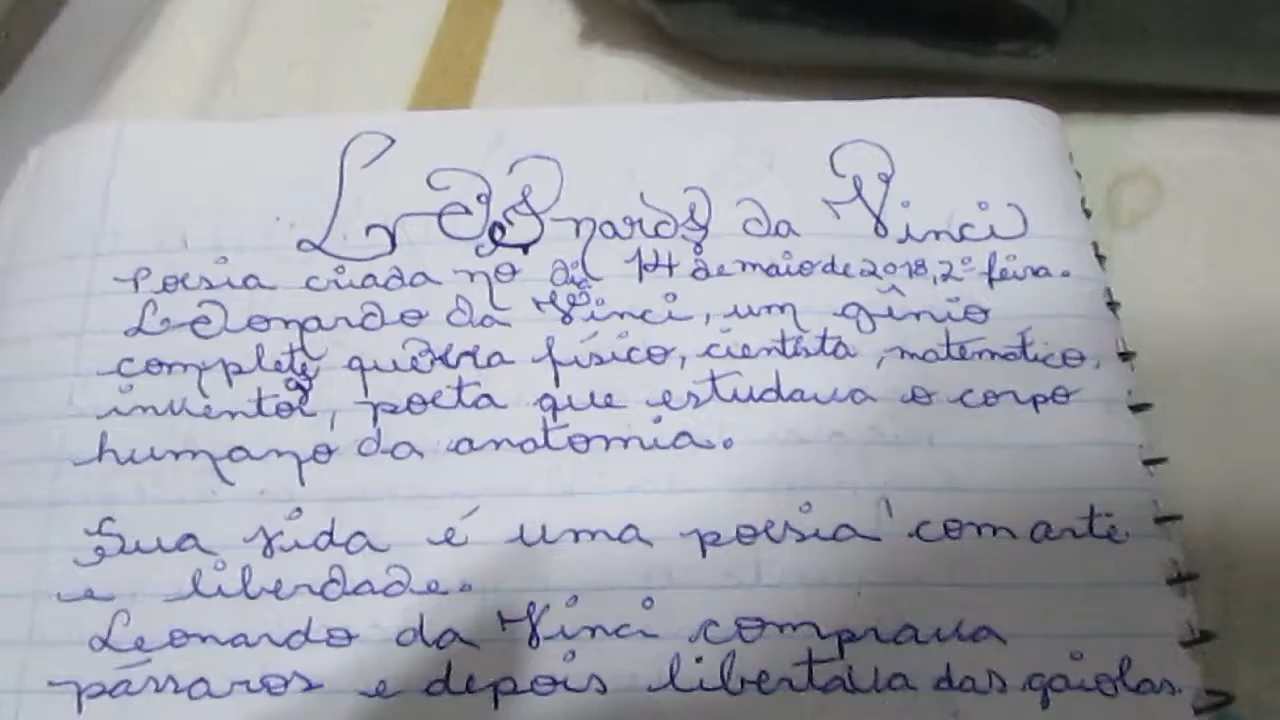 Leonardo da Vinci
Poesia criada no dia 14 de maio de 2018, 2º feira.
Leonardo da Vinci, um gênio
completo que era físico, cientista, matemático,
inventor, poeta que estudava o corpo
humano da anatomia.
Sua vida é uma poesia com arte
e liberdade.
Leonardo da Vinci comprava
pássaros e depois libertava das gaiolas.